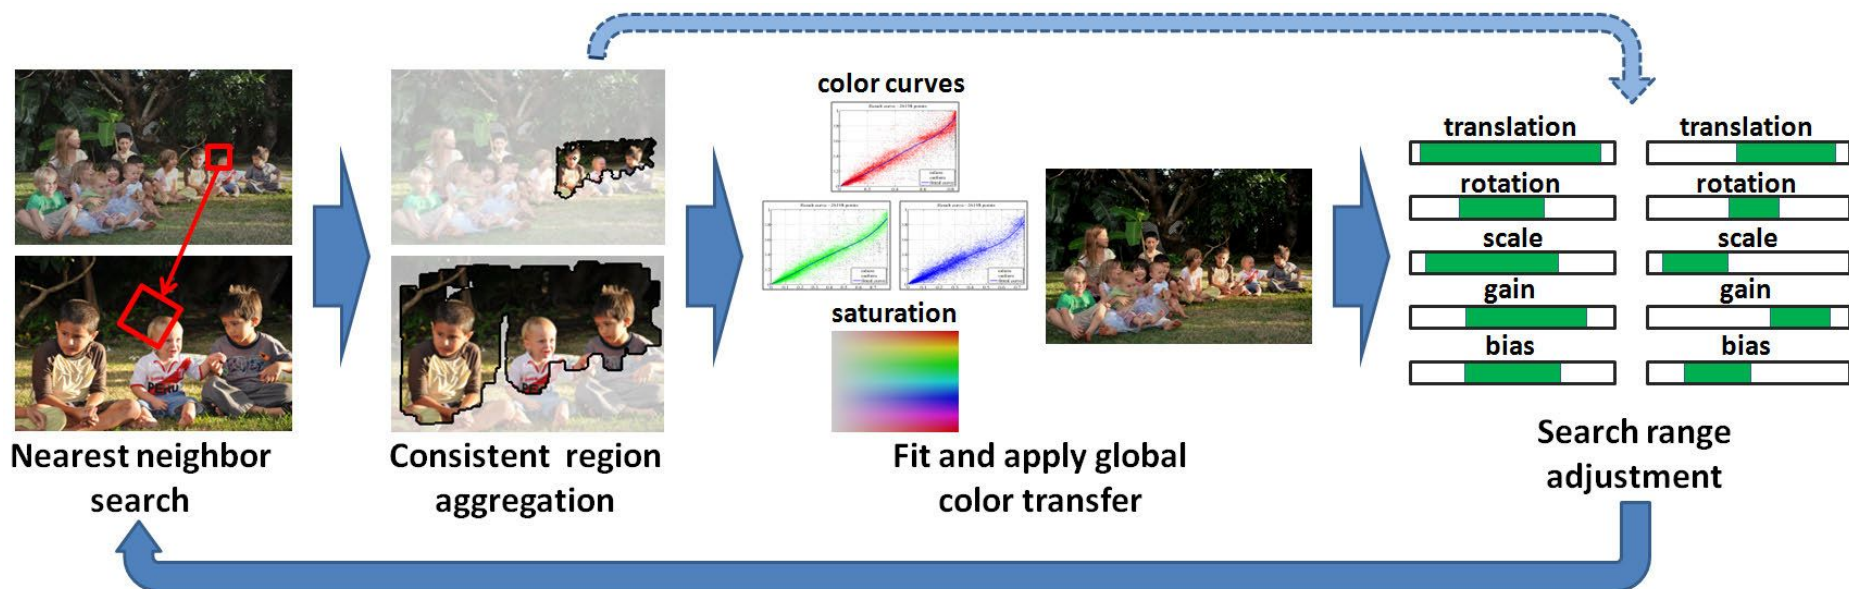 color curves
saturation
translation
translation
rotation
rotation
scale
scale
gain
gain
bias
bias
Nearest neighbor
search
Consistent region
aggregation
Fit and apply global
color transfer
Search range
adjustment
PERU